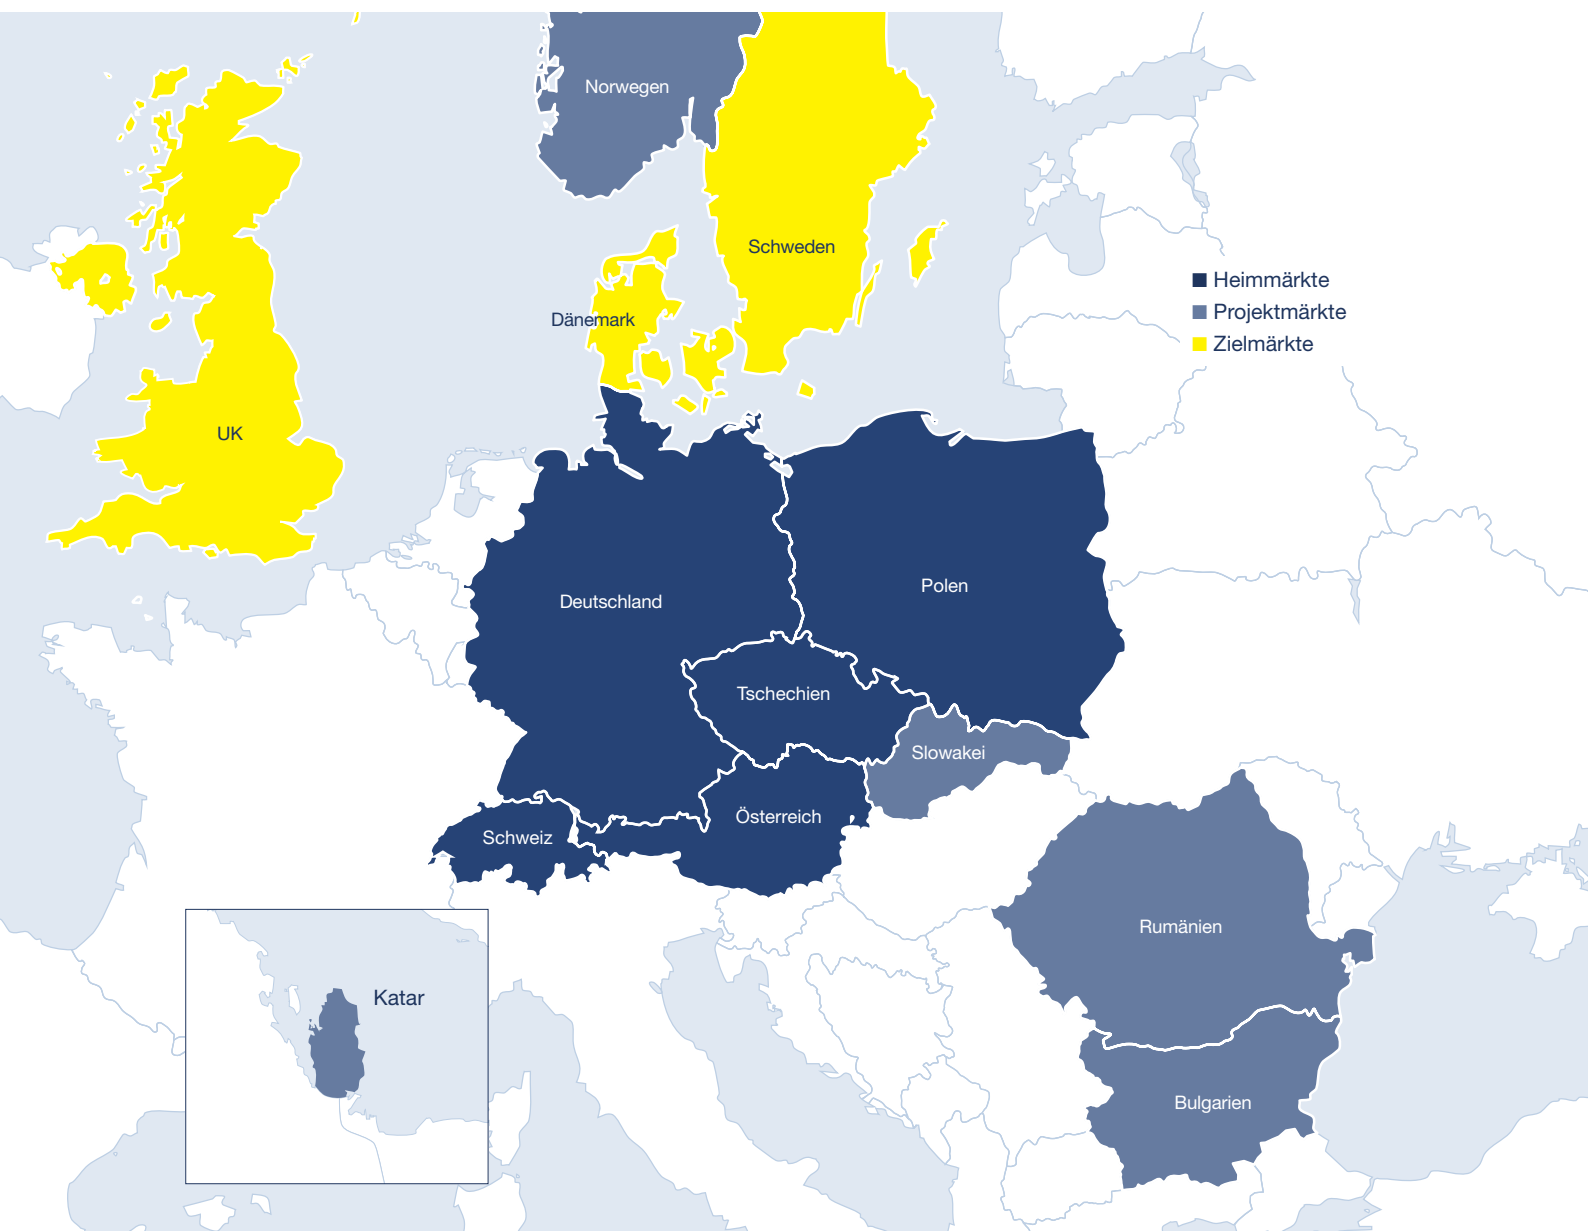 Norwegen
Schweden
Heimmärkte
Projektmärkte
Zielmärkte
Dänemark
UK
Polen
Deutschland
Tschechien
Slowakei
Österreich
Schweiz
Rumänien
Katar
Bulgarien